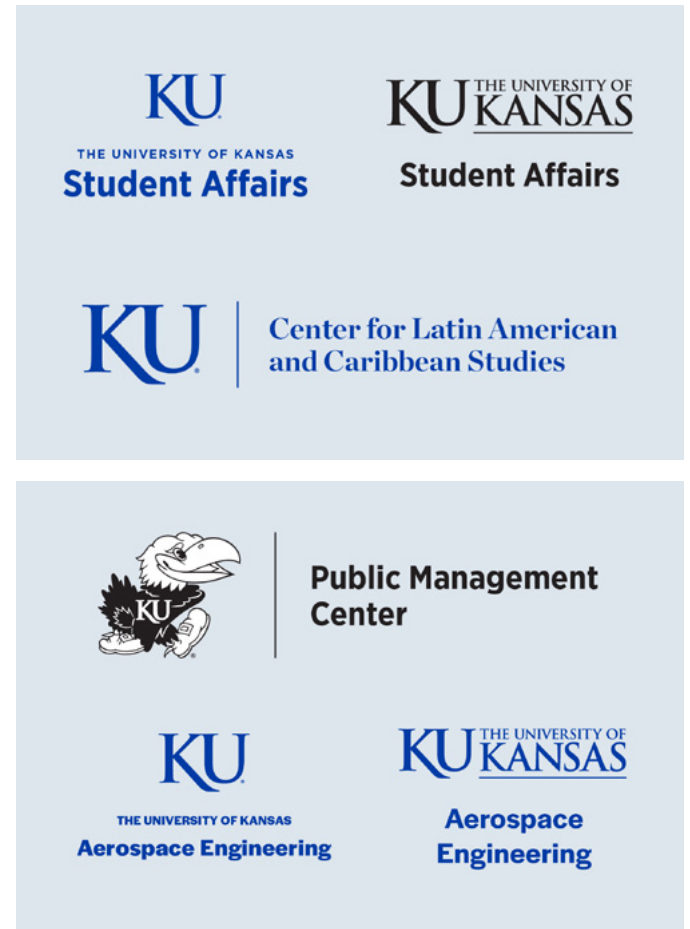 KU
THE UNIVERSITY OF KANSAS
Student Affairs
KU THE UNIVERSITY OF
KANSAS
Student Affairs
KU
Center for Latin American
and Caribbean Studies
KU
Public Management
Center
KU
THE UNIVERSITY OF KANSAS
Aerospace Engineering
KU THE UNIVERSITY OF
KANSAS
Aerospace
Engineering